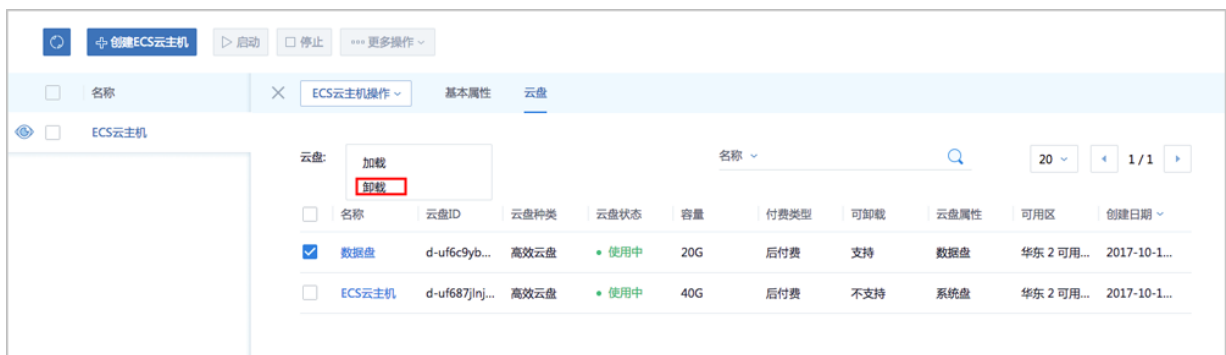 创建ECS云主机 启动 停止 更多操作
名称 ECS云主机操作 基本属性 云盘
ECS云主机
云盘: 加载 名称 20 1 / 1
卸载
名称 云盘ID 云盘种类 云盘状态 容量 付费类型 可卸载 云盘属性 可用区 创建日期
数据盘 d-uf6c9yb... 高效云盘 使用中 20G 后付费 支持 数据盘 华东 2 可用... 2017-10-1...
ECS云主机 d-uf687jlnj... 高效云盘 使用中 40G 后付费 不支持 系统盘 华东 2 可用... 2017-10-1...